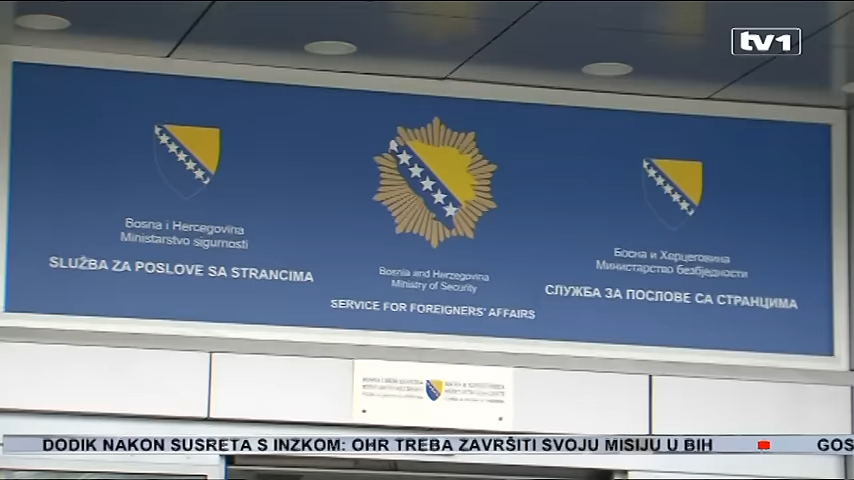 tv1
Bosna i Hercegovina
Ministarstvo sigurnosti
SLUŽBA ZA POSLOVE SA STRANCIMA
Bosnia and Herzegovina
Ministry of Security
SERVICE FOR FOREIGNERS' AFFAIRS
Босна и Херцеговина
Министарство безбједности
СЛУЖБА ЗА ПОСЛОВЕ СА СТРАНЦИМА
DODIK NAKON SUSRETA S INZKOM: OHR TREBA ZAVRŠITI SVOJU MISIJU U BIH